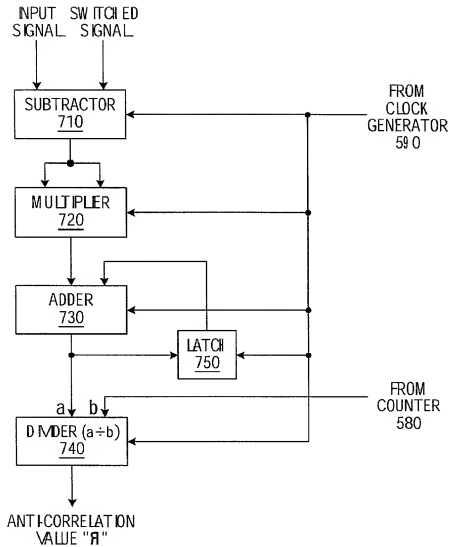 INPUT SIGNAL
SWITCHED SIGNAL
SUBTRACTOR
710
FROM
CLOCK
GENERATOR
590
MULTIPLER
720
ADDER
730
LATCH
750
a b
FROM
COUNTER
580
DIVIDER (a÷b)
740
ANTI-CORRELATION
VALUE "Я"